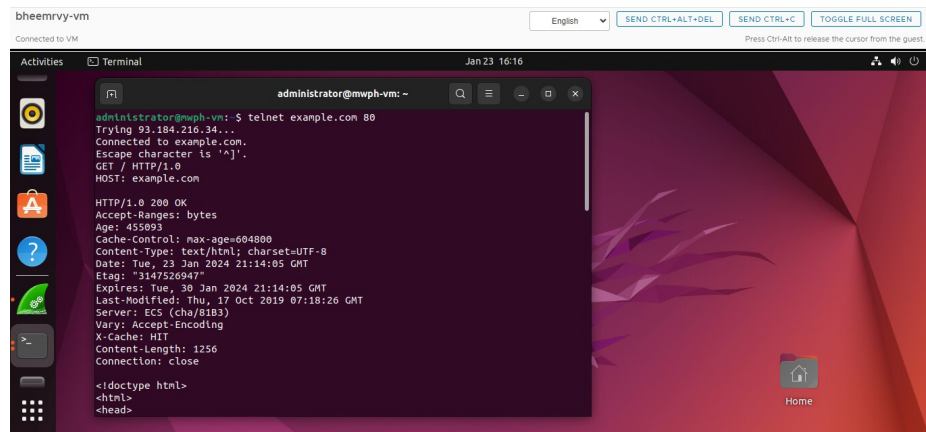 bheemrvy-vm
English
SEND CTRL+ALT+DEL
SEND CTRL+C
TOGGLE FULL SCREEN
Connected to VM
Press Ctrl-Alt to release the cursor from the guest.
Activities
Terminal
Jan 23 16:16
administrator@mwph-vm: ~
administrator@mwph-vm:~$ telnet example.com 80
Trying 93.184.216.34...
Connected to example.com.
Escape character is '^]'.
GET / HTTP/1.0
HOST: example.com
HTTP/1.0 200 OK
Accept-Ranges: bytes
Age: 455093
Cache-Control: max-age=604800
Content-Type: text/html; charset=UTF-8
Date: Tue, 23 Jan 2024 21:14:05 GMT
Etag: "3147526947"
Expires: Tue, 30 Jan 2024 21:14:05 GMT
Last-Modified: Thu, 17 Oct 2019 07:18:26 GMT
Server: ECS (cha/81B3)
Vary: Accept-Encoding
X-Cache: HIT
Content-Length: 1256
Connection: close
<!doctype html>
<html>
<head>
Home